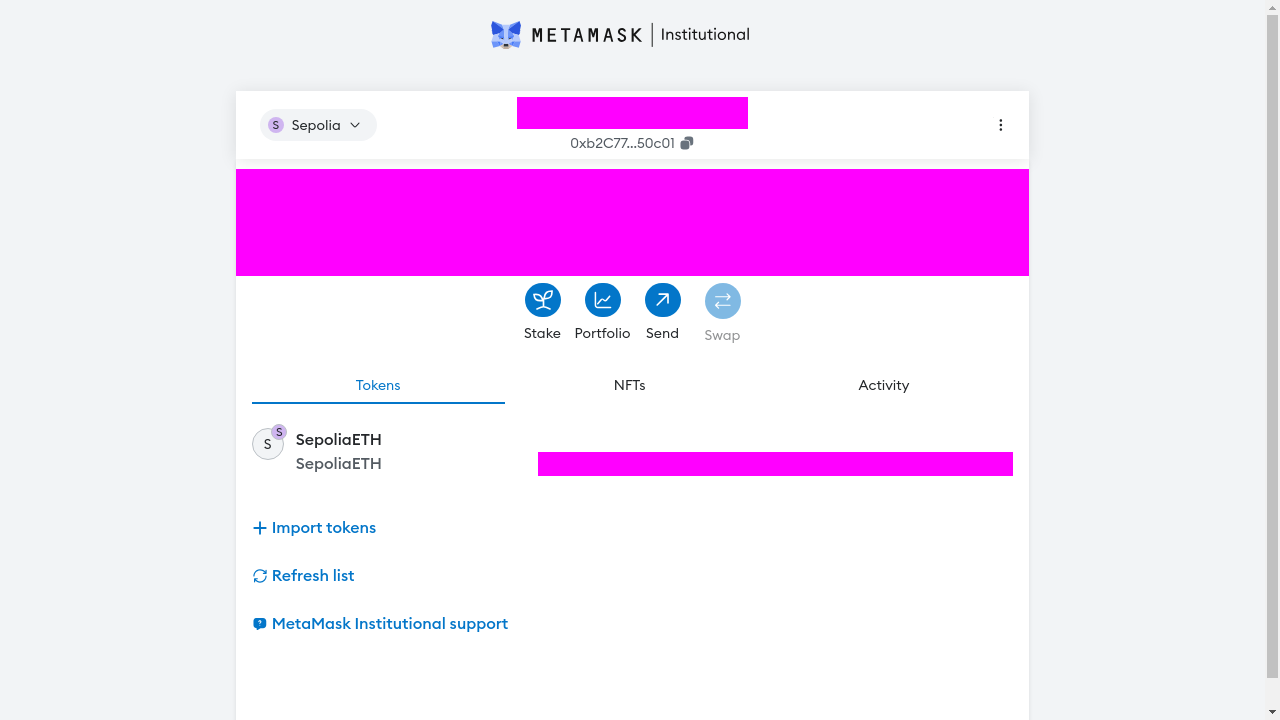 METAMASK | Institutional
S Sepolia
0xb2C77...50c01
Stake Portfolio Send Swap
Tokens NFTs Activity
S S SepoliaETH
SepoliaETH
Import tokens
Refresh list
MetaMask Institutional support